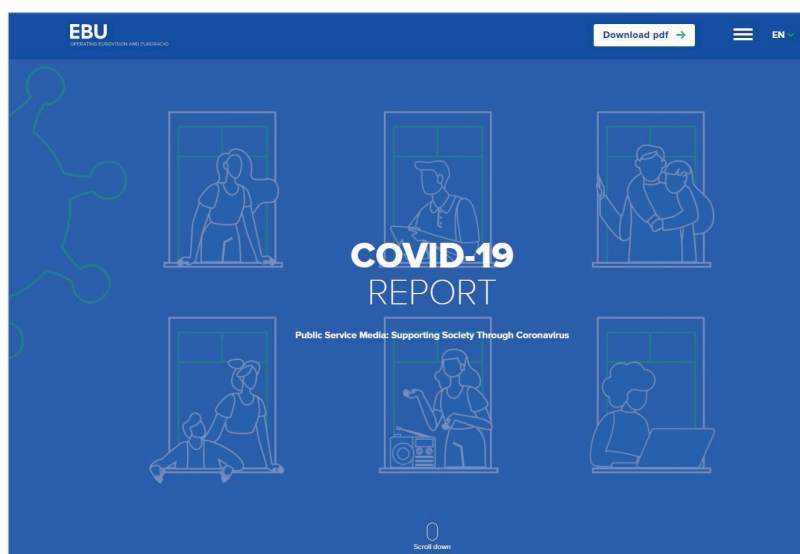 EBU
OPERATING EUROVISION AND EURORADIO
Download pdf →
EN
COVID-19
REPORT
Public Service Media: Supporting Society Through Coronavirus
Scroll down